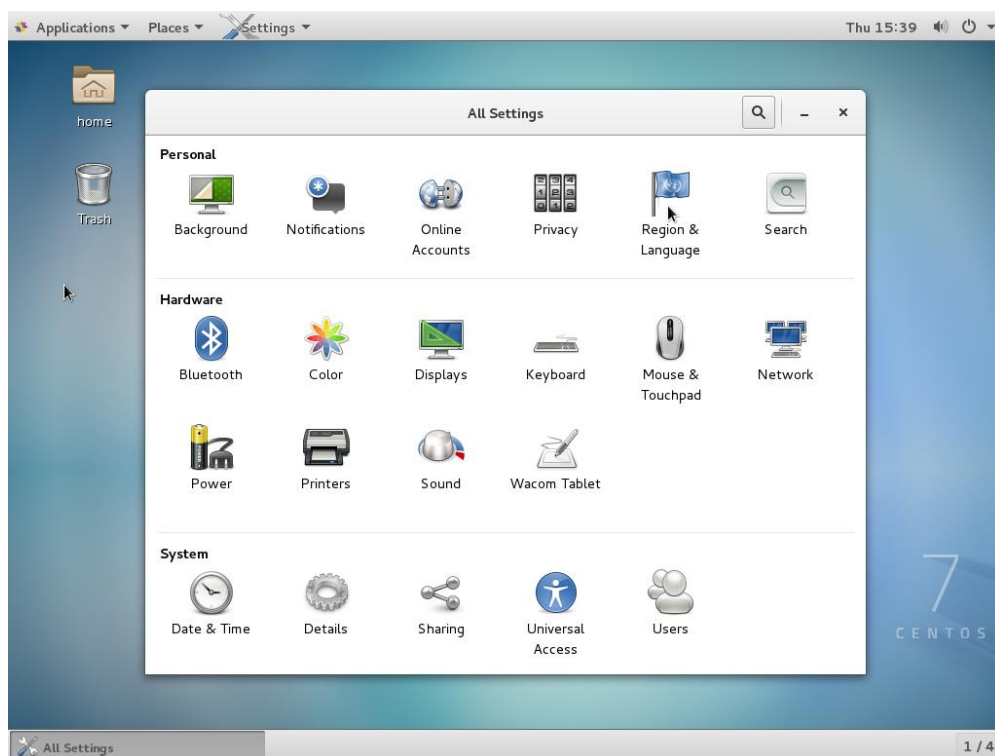 Applications Places Settings Thu 15:39
home
Trash
All Settings
Personal
Background Notifications Online Accounts Privacy Region & Language Search
Hardware
Bluetooth Color Displays Keyboard Mouse & Touchpad Network
Power Printers Sound Wacom Tablet
System
Date & Time Details Sharing Universal Access Users
7
CENTOS
All Settings 1 / 4